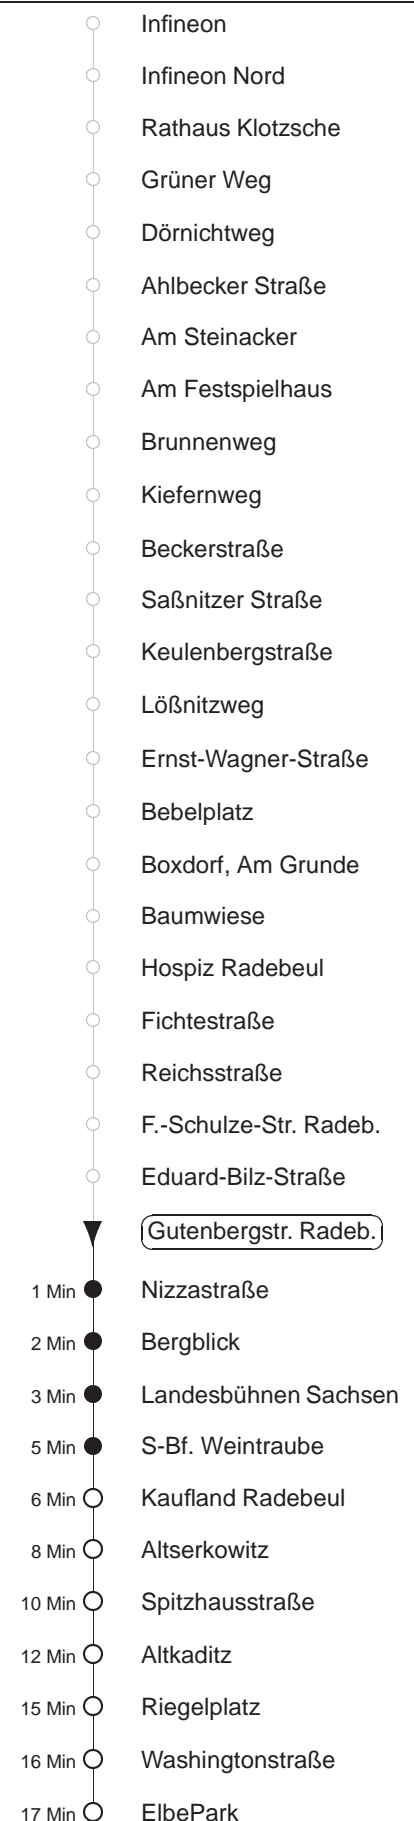 Infineon
Infineon Nord
Rathaus Klotzsche
Grüner Weg
Dörnichtweg
Ahlbecker Straße
Am Steinacker
Am Festspielhaus
Brunnenweg
Kiefernweg
Beckerstraße
Saßnitzer Straße
Keulenbergstraße
Lößnitzweg
Ernst-Wagner-Straße
Bebelplatz
Boxdorf, Am Grunde
Baumwiese
Hospiz Radebeul
Fichtestraße
Reichsstraße
F.-Schulze-Str. Radeb.
Eduard-Bilz-Straße
Gutenbergstr. Radeb.
1 Min Nizzastraße
2 Min Bergblick
3 Min Landesbühnen Sachsen
5 Min S-Bf. Weintraube
6 Min Kaufland Radebeul
8 Min Altserkowitz
10 Min Spitzhausstraße
12 Min Altkaditz
15 Min Riegelplatz
16 Min Washingtonstraße
17 Min ElbePark